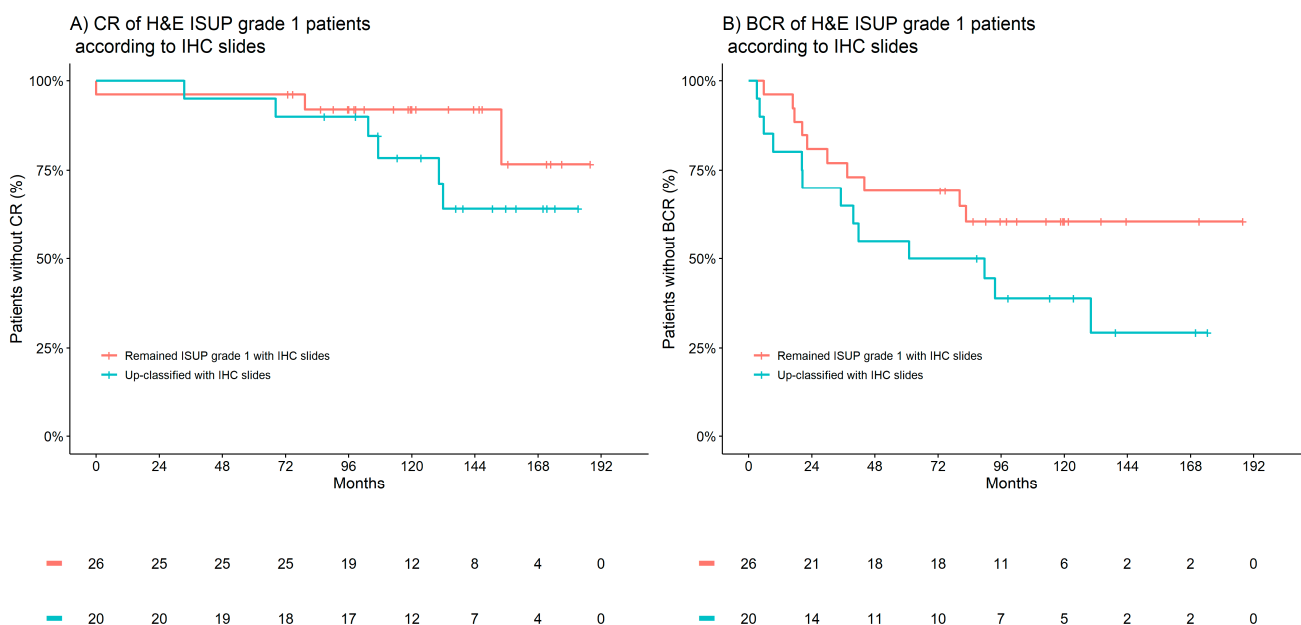 A) CR of H&E ISUP grade 1 patients
according to IHC slides
Patients without CR (%)
100%
75%
50%
25%
0%
Remained ISUP grade 1 with IHC slides
Up-classified with IHC slides
0 24 48 72 96 120 144 168 192
Months
26 25 25 25 19 12 8 4 0
20 20 19 18 17 12 7 4 0
B) BCR of H&E ISUP grade 1 patients
according to IHC slides
Patients without BCR (%)
100%
75%
50%
25%
0%
Remained ISUP grade 1 with IHC slides
Up-classified with IHC slides
0 24 48 72 96 120 144 168 192
Months
26 21 18 18 11 6 2 2 0
20 14 11 10 7 5 2 2 0